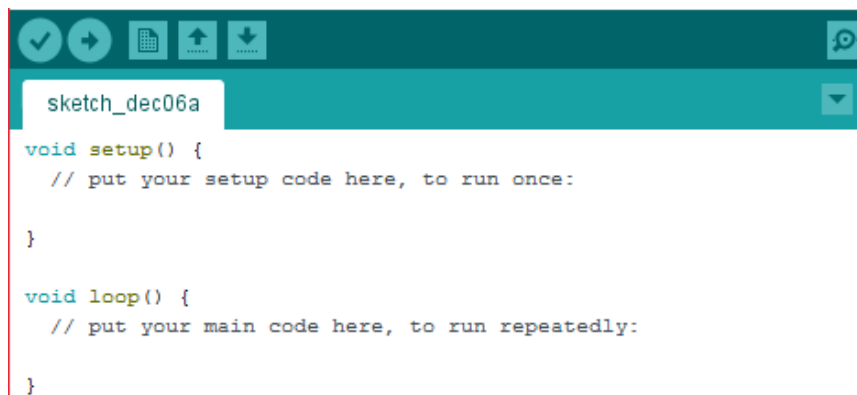 sketch_dec06a
void setup() {
  // put your setup code here, to run once:

}

void loop() {
  // put your main code here, to run repeatedly:

}